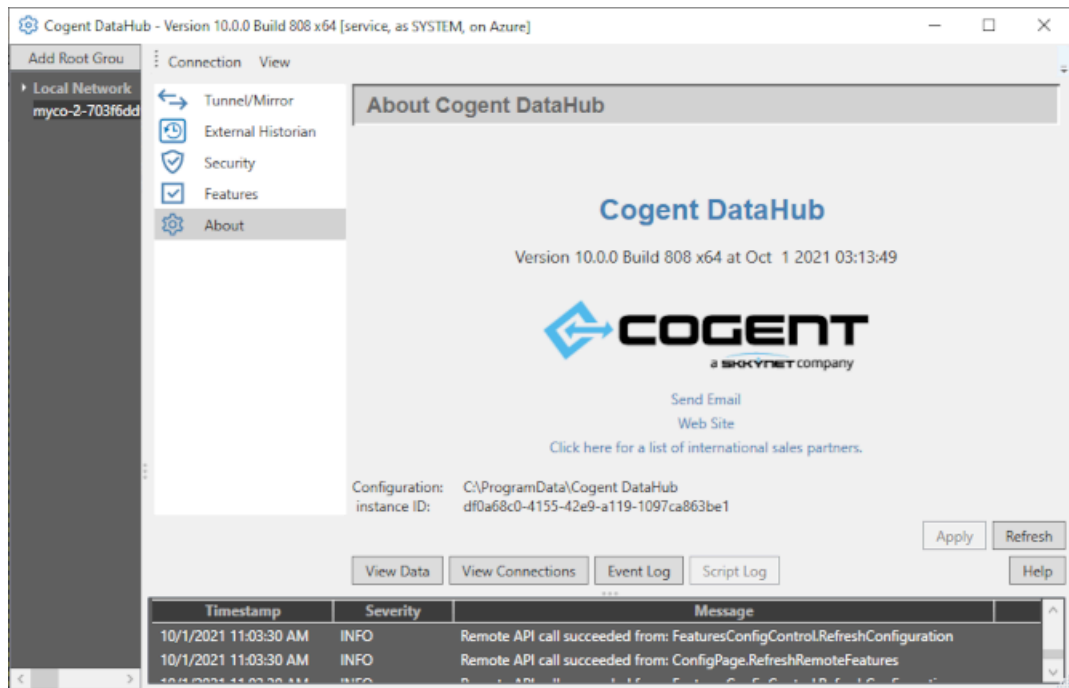 Cogent DataHub - Version 10.0.0 Build 808 x64 [service, as SYSTEM, on Azure]
Add Root Grou
Connection View
Local Network
myco-2-703f6dd
Tunnel/Mirror
External Historian
Security
Features
About
About Cogent DataHub
Cogent DataHub
Version 10.0.0 Build 808 x64 at Oct 1 2021 03:13:49
COGENT
a SKKYNET company
Send Email
Web Site
Click here for a list of international sales partners.
Configuration: C:\ProgramData\Cogent DataHub
instance ID: df0a68c0-4155-42e9-a119-1097ca863be1
Apply Refresh
View Data View Connections Event Log Script Log Help
Timestamp Severity Message
10/1/2021 11:03:30 AM INFO Remote API call succeeded from: FeaturesConfigControl.RefreshConfiguration
10/1/2021 11:03:30 AM INFO Remote API call succeeded from: ConfigPage.RefreshRemoteFeatures